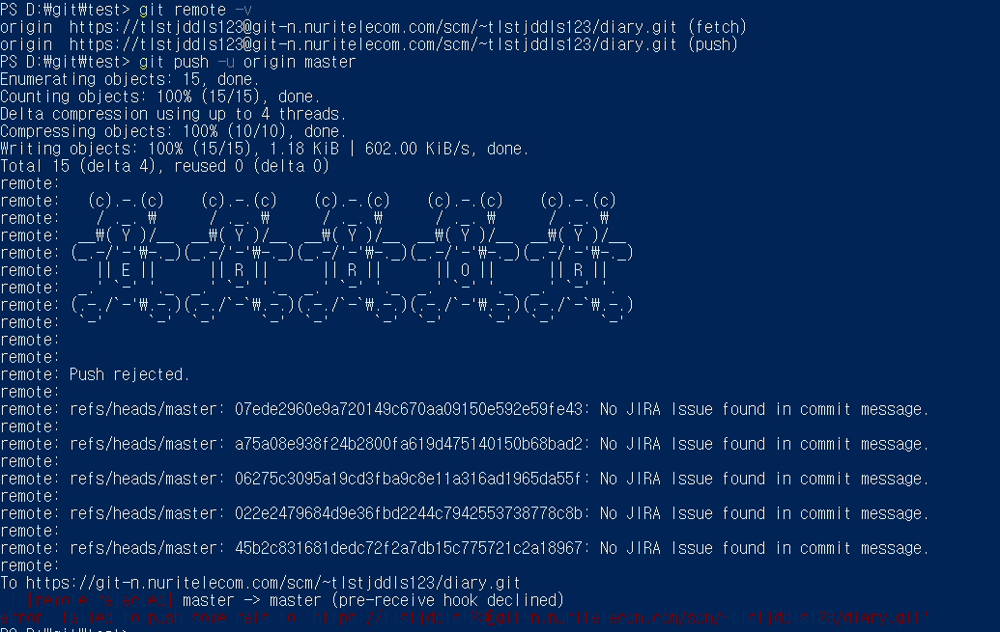 PS D:₩git₩test> git remote -v
origin  https://tlstjddls123@git-n.nuritelecom.com/scm/~tlstjddls123/diary.git (fetch)
origin  https://tlstjddls123@git-n.nuritelecom.com/scm/~tlstjddls123/diary.git (push)
PS D:₩git₩test> git push -u origin master
Enumerating objects: 15, done.
Counting objects: 100% (15/15), done.
Delta compression using up to 4 threads.
Compressing objects: 100% (10/10), done.
Writing objects: 100% (15/15), 1.18 KiB | 602.00 KiB/s, done.
Total 15 (delta 4), reused 0 (delta 0)
remote:
remote:   (c).-.(c)    (c).-.(c)    (c).-.(c)    (c).-.(c)    (c).-.(c)
remote:    / ._. ₩      / ._. ₩      / ._. ₩      / ._. ₩      / ._. ₩
remote:  __₩( Y )/__  __₩( Y )/__  __₩( Y )/__  __₩( Y )/__  __₩( Y )/__
remote: (_.-/'-'₩-._)(_.-/'-'₩-._)(_.-/'-'₩-._)(_.-/'-'₩-._)(_.-/'-'₩-._)
remote:    || E ||      || R ||      || R ||      || O ||      || R ||
remote:  _.' `-' '._  _.' `-' '._  _.' `-' '._  _.' `-' '._  _.' `-' '.
remote: (.-./`-'₩.-.)(.-./`-`₩.-.)(.-./`-`₩.-.)(.-./`-'₩.-.)(.-./`-`₩.-.)
remote:  `-'     `-'  `-'     `-'  `-'     `-'  `-'     `-'  `-'     `-'
remote:
remote:
remote: Push rejected.
remote:
remote: refs/heads/master: 07ede2960e9a720149c670aa09150e592e59fe43: No JIRA Issue found in commit message.
remote:
remote: refs/heads/master: a75a08e938f24b2800fa619d475140150b68bad2: No JIRA Issue found in commit message.
remote:
remote: refs/heads/master: 06275c3095a19cd3fba9c8e11a316ad1965da55f: No JIRA Issue found in commit message.
remote:
remote: refs/heads/master: 022e2479684d9e36fbd2244c7942553738778c8b: No JIRA Issue found in commit message.
remote:
remote: refs/heads/master: 45b2c831681dedc72f2a7db15c775721c2a18967: No JIRA Issue found in commit message.
remote:
To https://git-n.nuritelecom.com/scm/~tlstjddls123/diary.git
 ! [remote rejected] master -> master (pre-receive hook declined)
error: failed to push some refs to 'https://tlstjddls123@git-n.nuritelecom.com/scm/~tlstjddls123/diary.git'
PS D:₩git₩test>